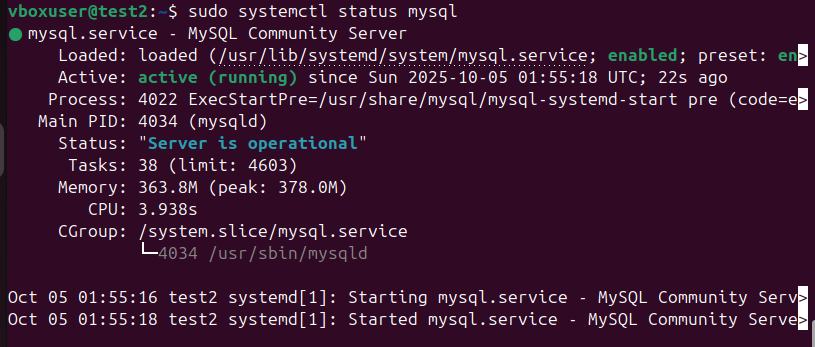 vboxuser@test2:~$ sudo systemctl status mysql
● mysql.service - MySQL Community Server
Loaded: loaded (/usr/lib/systemd/system/mysql.service; enabled; preset: en>
Active: active (running) since Sun 2025-10-05 01:55:18 UTC; 22s ago
Process: 4022 ExecStartPre=/usr/share/mysql/mysql-systemd-start pre (code=e>
Main PID: 4034 (mysqld)
Status: "Server is operational"
Tasks: 38 (limit: 4603)
Memory: 363.8M (peak: 378.0M)
CPU: 3.938s
CGroup: /system.slice/mysql.service
└─4034 /usr/sbin/mysqld
Oct 05 01:55:16 test2 systemd[1]: Starting mysql.service - MySQL Community Serv>
Oct 05 01:55:18 test2 systemd[1]: Started mysql.service - MySQL Community Serve>